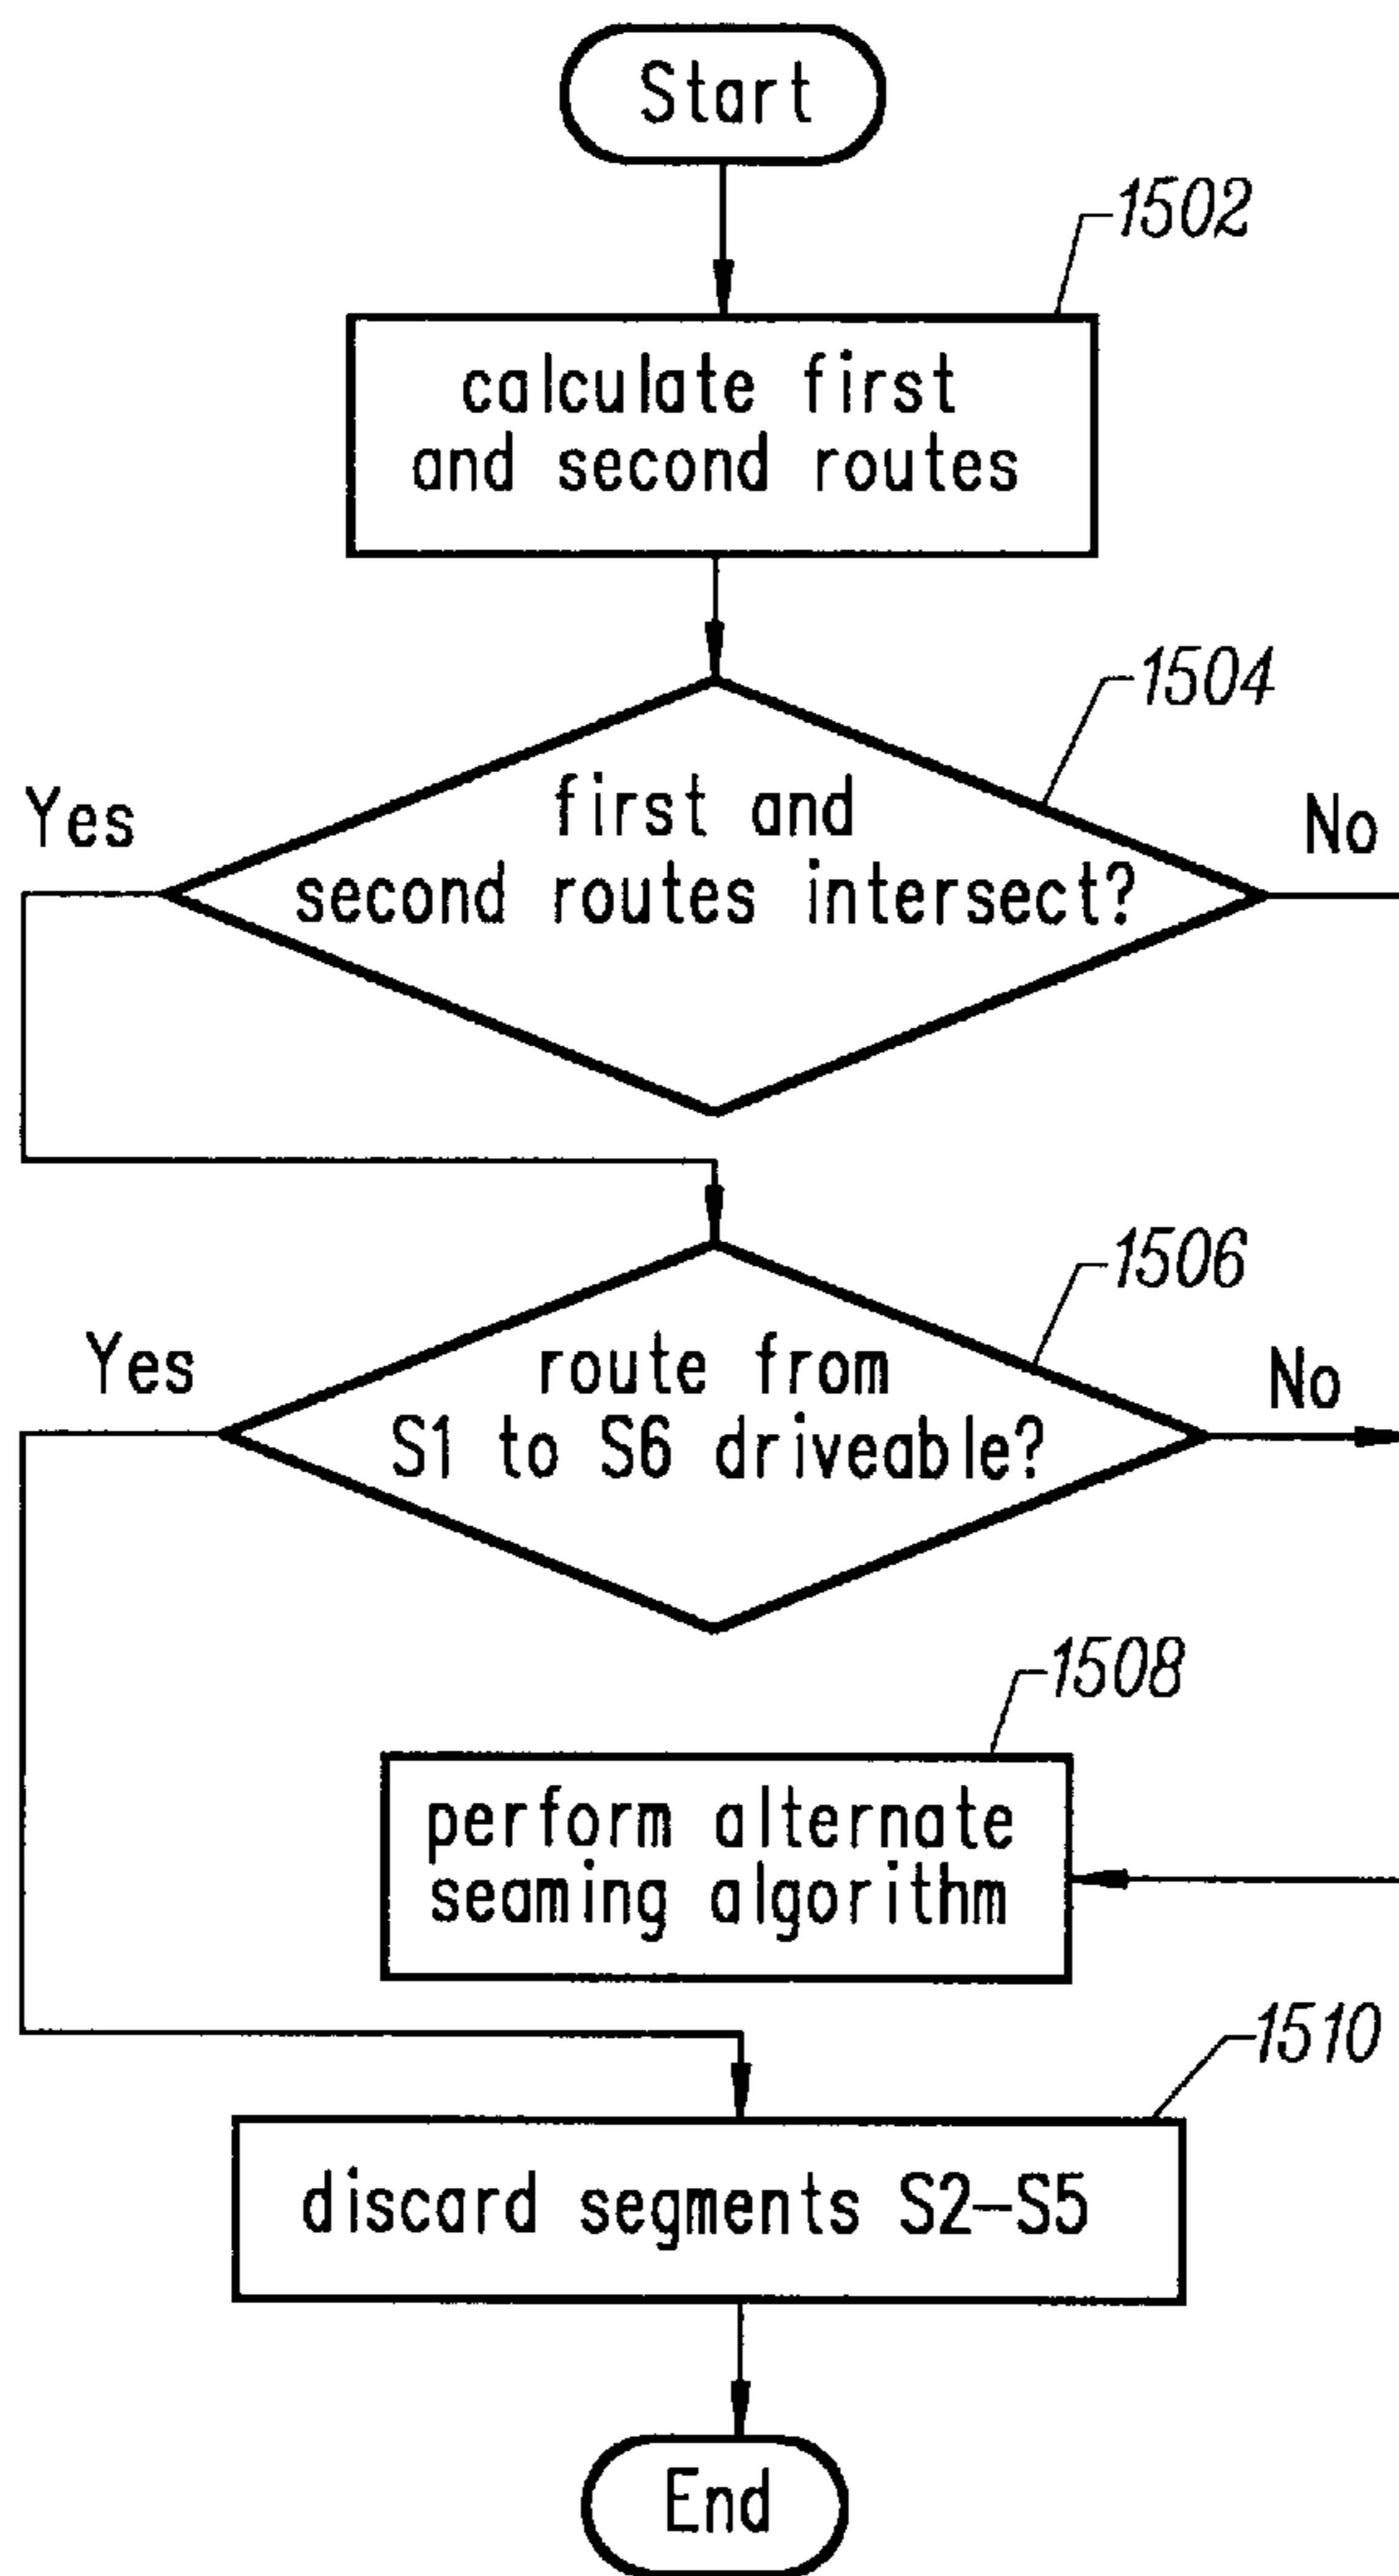 Start
1502
calculate first
and second routes
1504
Yes
first and
second routes intersect?
No
1506
Yes
route from
S1 to S6 driveable?
No
1508
perform alternate
seaming algorithm
1510
discard segments S2-S5
End